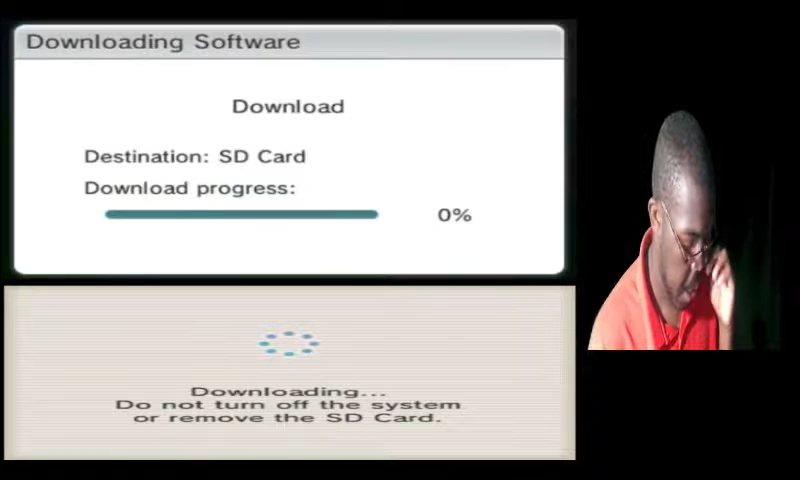 Downloading Software
Download
Destination: SD Card
Download progress:
0%
Downloading...
Do not turn off the system
or remove the SD Card.